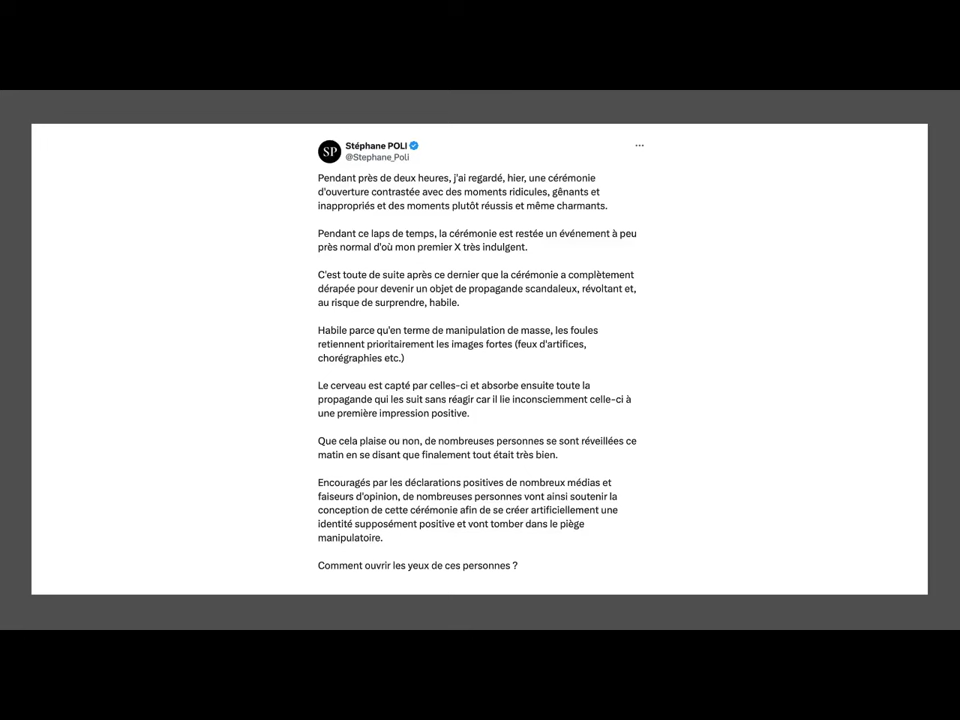 SP
Stéphane POLI
@Stephane_Poli
Pendant près de deux heures, j'ai regardé, hier, une cérémonie
d'ouverture contrastée avec des moments ridicules, gênants et
inappropriés et des moments plutôt réussis et même charmants.
Pendant ce laps de temps, la cérémonie est restée un événement à peu
près normal d'où mon premier X très indulgent.
C'est toute de suite après ce dernier que la cérémonie a complètement
dérapée pour devenir un objet de propagande scandaleux, révoltant et,
au risque de surprendre, habile.
Habile parce qu'en terme de manipulation de masse, les foules
retiennent prioritairement les images fortes (feux d'artifices,
chorégraphies etc.)
Le cerveau est capté par celles-ci et absorbe ensuite toute la
propagande qui les suit sans réagir car il lie inconsciemment celle-ci à
une première impression positive.
Que cela plaise ou non, de nombreuses personnes se sont réveillées ce
matin en se disant que finalement tout était très bien.
Encouragés par les déclarations positives de nombreux médias et
faiseurs d'opinion, de nombreuses personnes vont ainsi soutenir la
conception de cette cérémonie afin de se créer artificiellement une
identité supposément positive et vont tomber dans le piège
manipulatoire.
Comment ouvrir les yeux de ces personnes ?